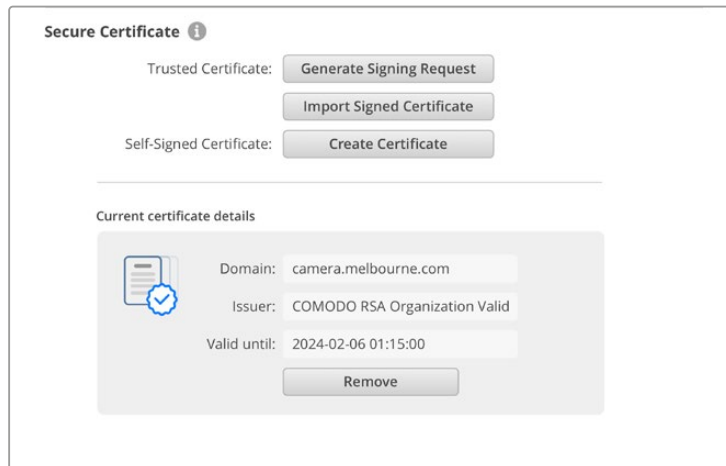 Secure Certificate i
Trusted Certificate: Generate Signing Request
Import Signed Certificate
Self-Signed Certificate: Create Certificate
Current certificate details
Domain: camera.melbourne.com
Issuer: COMODO RSA Organization Valid
Valid until: 2024-02-06 01:15:00
Remove